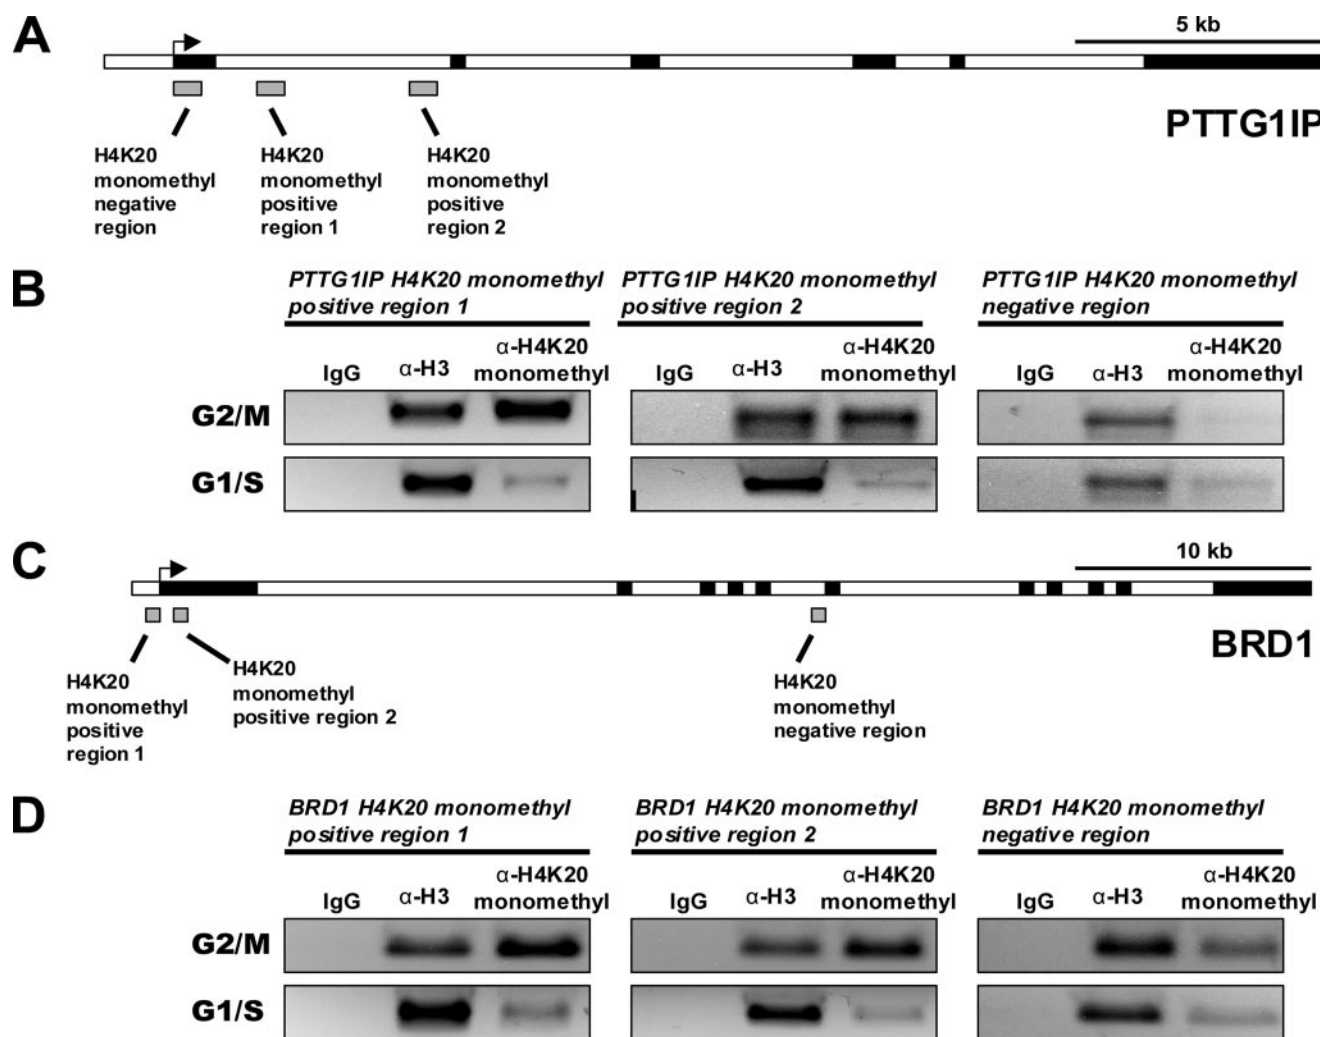 A
5 kb
PTTG1IP
H4K20
monomethyl
negative
region
H4K20
monomethyl
positive
region 1
H4K20
monomethyl
positive
region 2
B
PTTG1IP H4K20 monomethyl
positive region 1
PTTG1IP H4K20 monomethyl
positive region 2
PTTG1IP H4K20 monomethyl
negative region
IgG
α-H3
α-H4K20
monomethyl
IgG
α-H3
α-H4K20
monomethyl
IgG
α-H3
α-H4K20
monomethyl
G2/M
G1/S
C
10 kb
BRD1
H4K20
monomethyl
positive
region 1
H4K20
monomethyl
positive region 2
H4K20
monomethyl
negative region
D
BRD1 H4K20 monomethyl
positive region 1
BRD1 H4K20 monomethyl
positive region 2
BRD1 H4K20 monomethyl
negative region
IgG
α-H3
α-H4K20
monomethyl
IgG
α-H3
α-H4K20
monomethyl
IgG
α-H3
α-H4K20
monomethyl
G2/M
G1/S